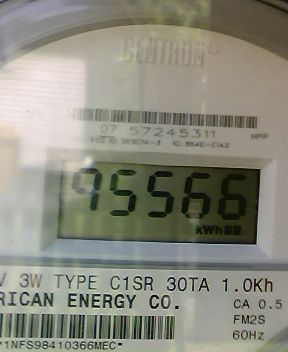 CENTRON
07 57245311 HPP
95566
kWh
V 3W TYPE C1SR 30TA 1.0Kh
RICAN ENERGY CO. CA 0.5
FM2S
60Hz
*1NFS98410366MEC*